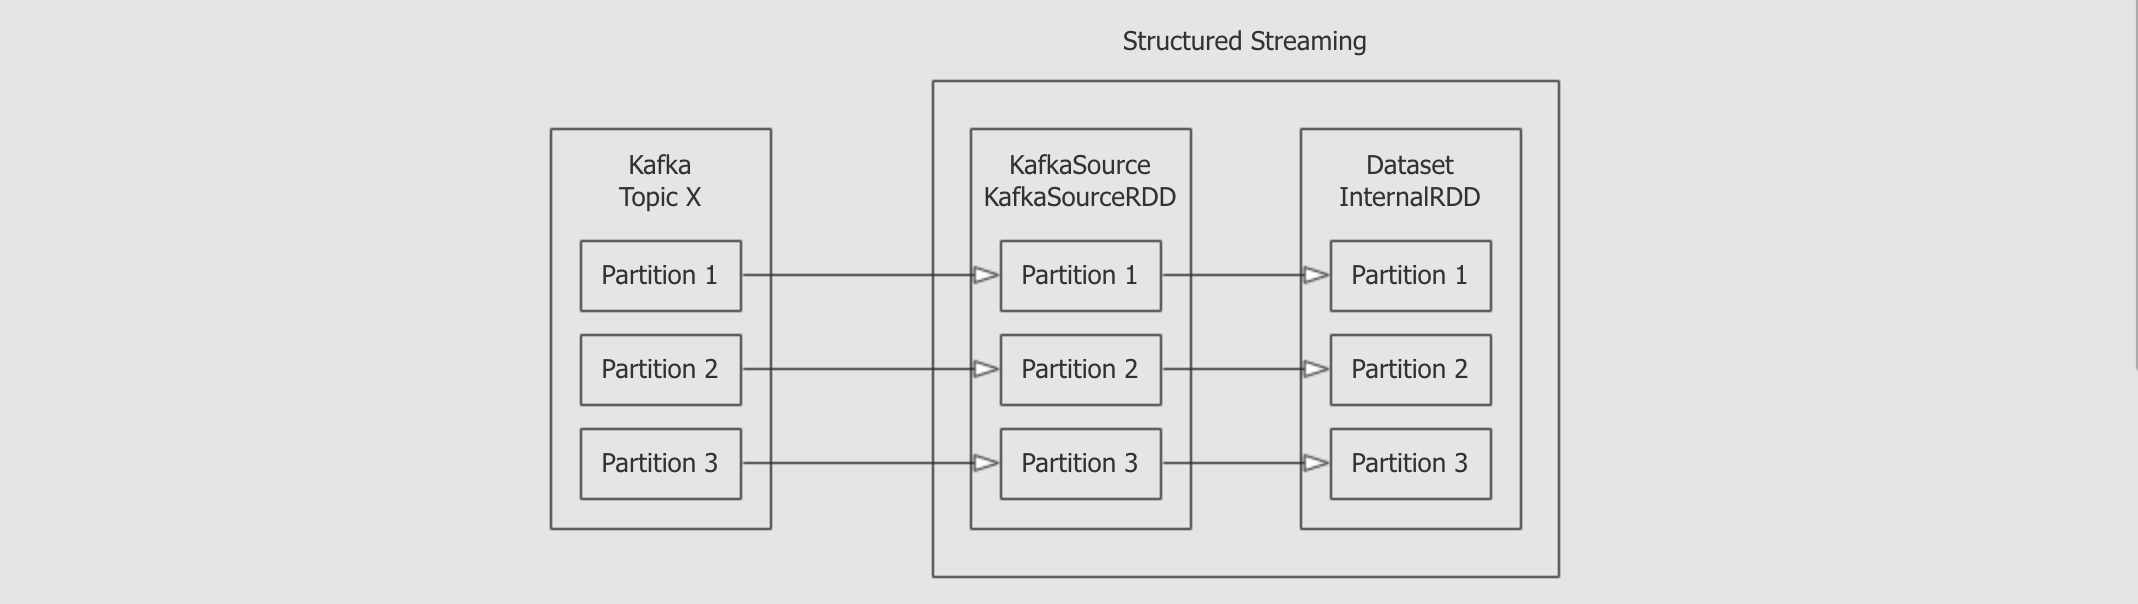 Structured Streaming
Kafka
Topic X
Partition 1
Partition 2
Partition 3
KafkaSource
KafkaSourceRDD
Partition 1
Partition 2
Partition 3
Dataset
InternalRDD
Partition 1
Partition 2
Partition 3